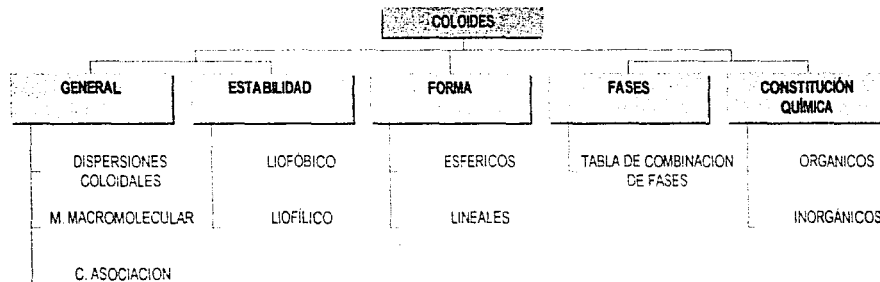 COLOIDES
GENERAL
ESTABILIDAD
FORMA
FASES
CONSTITUCIÓN
QUÍMICA
DISPERSIONES
COLOIDALES
M. MACROMOLECULAR
C. ASOCIACION
LIOFÓBICO
LIOFÍLICO
ESFERICOS
LINEALES
TABLA DE COMBINACION
DE FASES
ORGANICOS
INORGÁNICOS